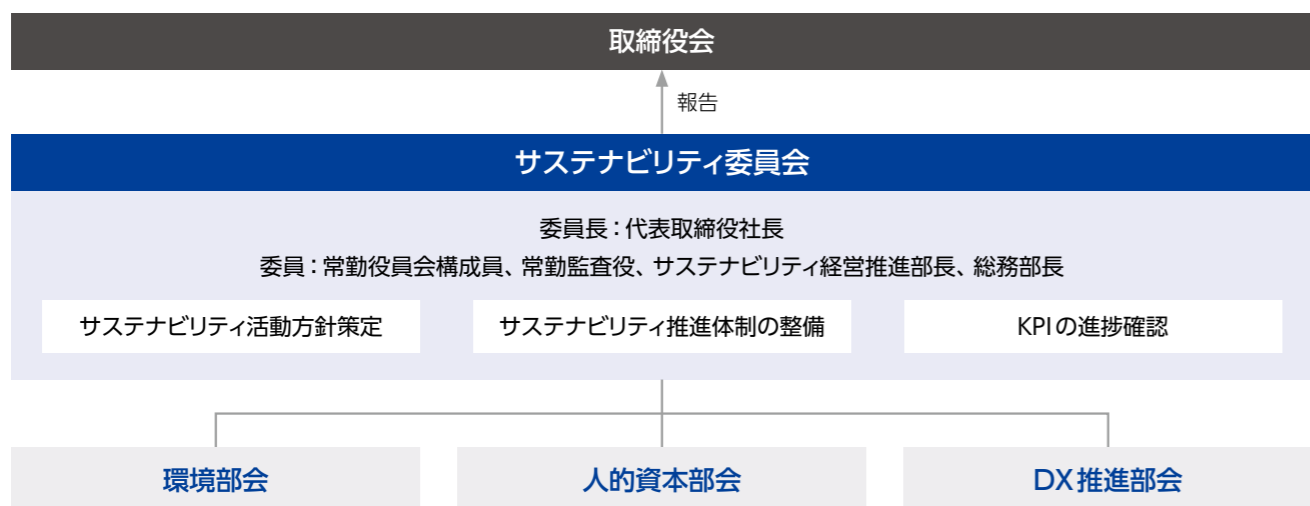 取締役会
報告
サステナビリティ委員会
委員長：代表取締役社長
委員：常勤役員会構成員、常勤監査役、サステナビリティ経営推進部長、総務部長
サステナビリティ活動方針策定
サステナビリティ推進体制の整備
KPIの進捗確認
環境部会
人的資本部会
DX推進部会